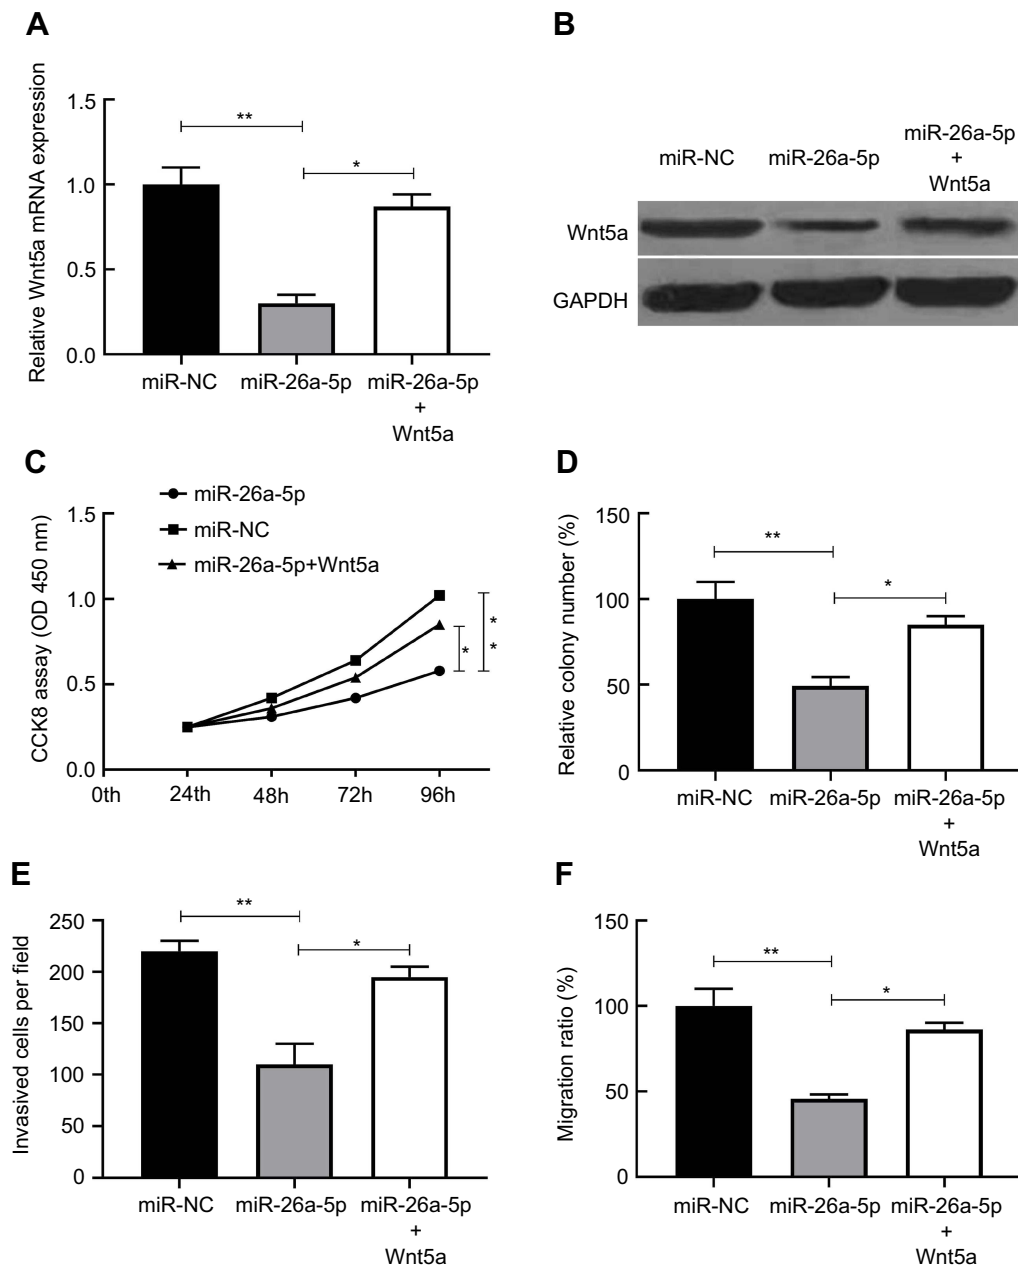 A
Relative Wnt5a mRNA expression
1.5
1.0
0.5
0.0
**
*
miR-NC
miR-26a-5p
miR-26a-5p
+
Wnt5a
B
miR-NC
miR-26a-5p
miR-26a-5p
+
Wnt5a
Wnt5a
GAPDH
C
miR-26a-5p
miR-NC
miR-26a-5p+Wnt5a
CCK8 assay (OD 450 nm)
1.5
1.0
0.5
0.0
*
*
*
0th
24th
48h
72h
96h
D
Relative colony number (%)
150
100
50
0
**
*
miR-NC
miR-26a-5p
miR-26a-5p
+
Wnt5a
E
Invasived cells per field
250
200
150
100
50
0
**
*
miR-NC
miR-26a-5p
miR-26a-5p
+
Wnt5a
F
Migration ratio (%)
150
100
50
0
**
*
miR-NC
miR-26a-5p
miR-26a-5p
+
Wnt5a